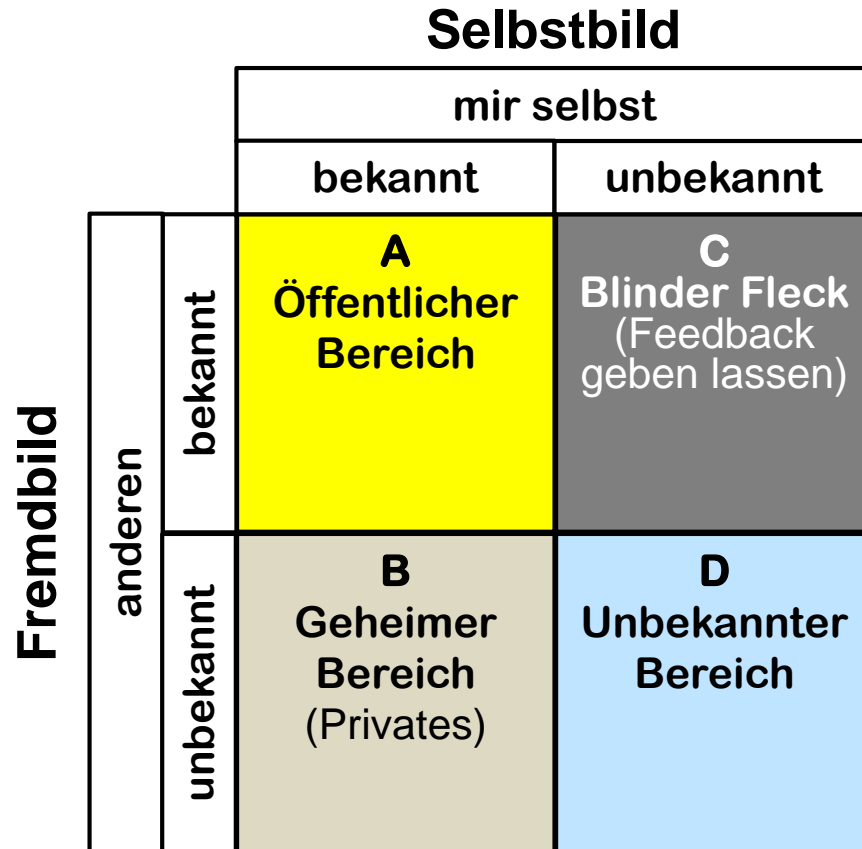 Selbstbild
mir selbst
bekannt
unbekannt
Fremdbild
anderen
bekannt
A
Öffentlicher
Bereich
C
Blinder Fleck
(Feedback
geben lassen)
unbekannt
B
Geheimer
Bereich
(Privates)
D
Unbekannter
Bereich